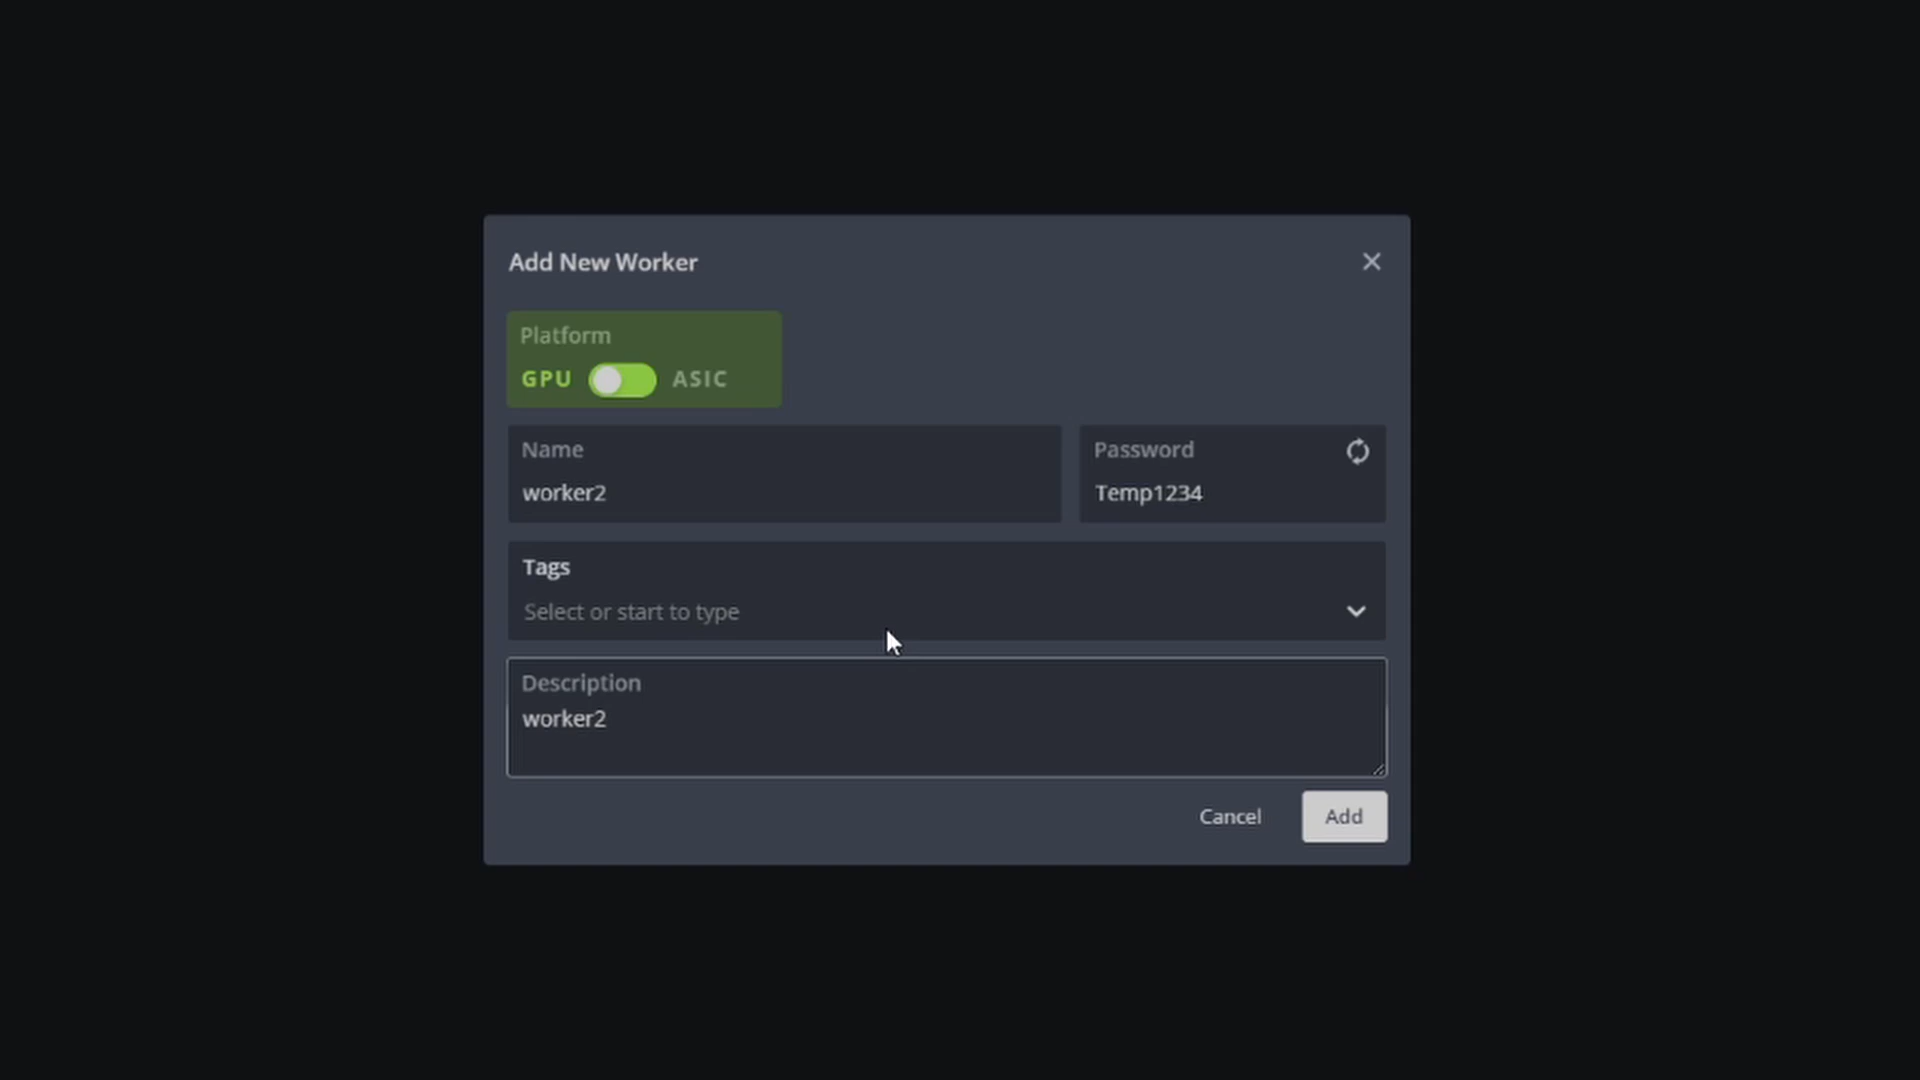 Add New Worker
Platform
GPU ASIC
Name
worker2
Password
Temp1234
Tags
Select or start to type
Description
worker2
Cancel Add